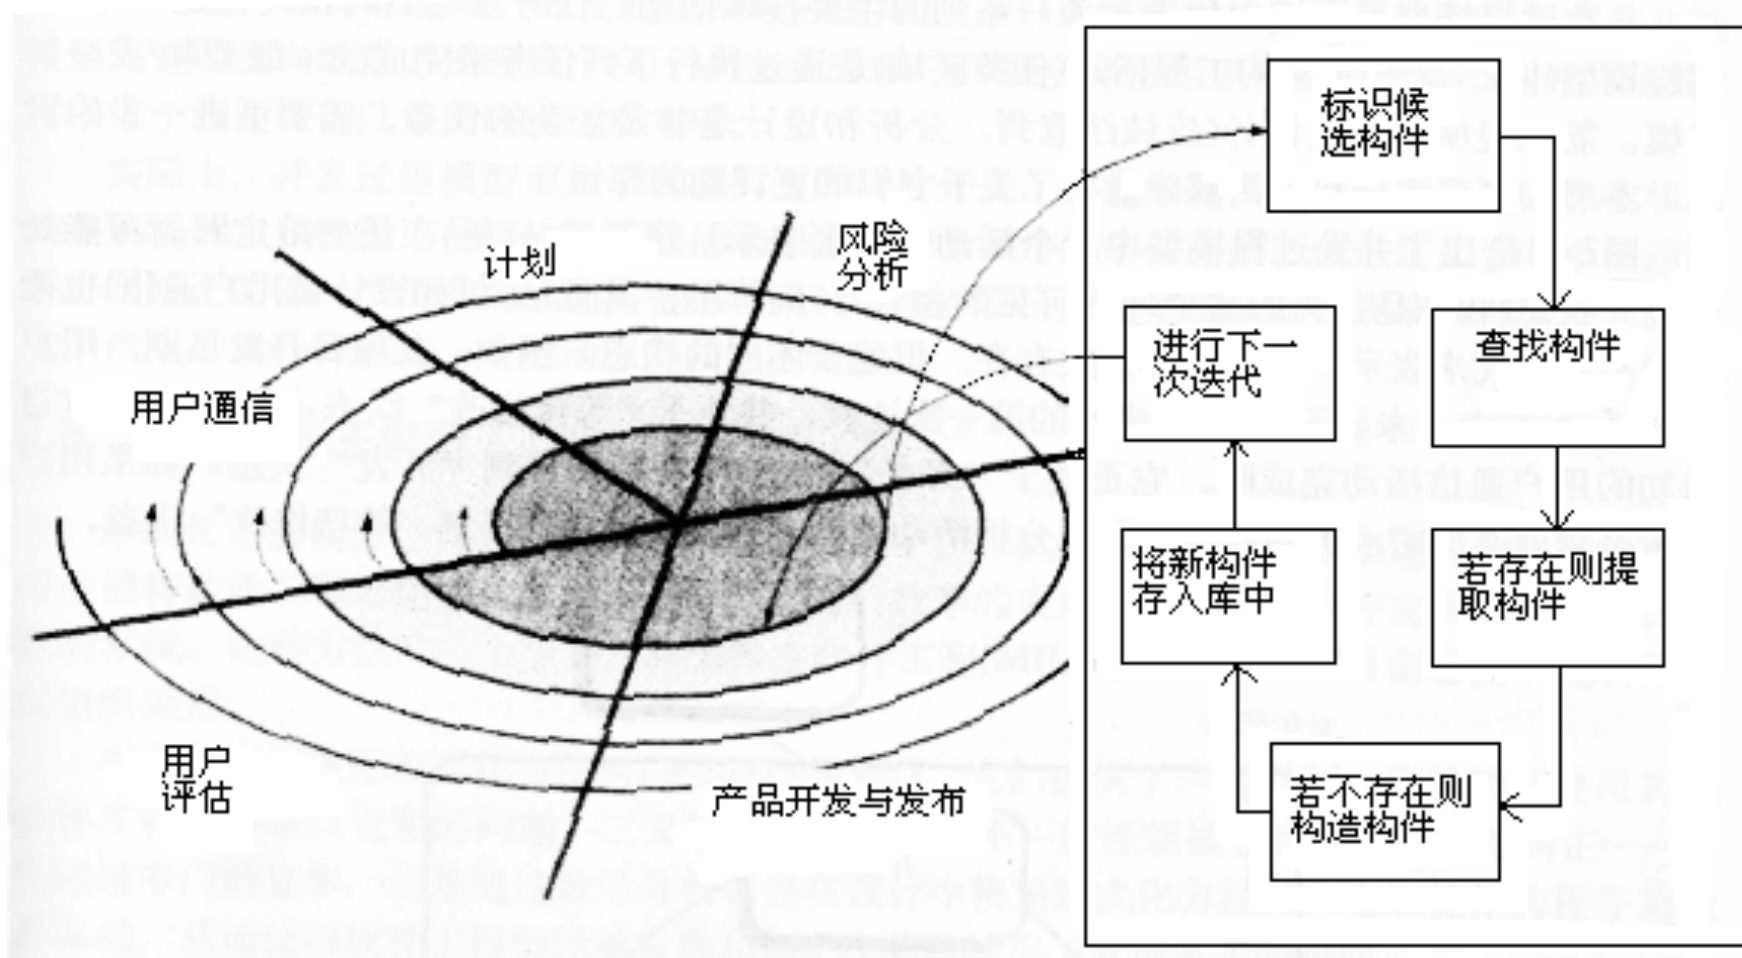 计划
风险
分析
用户通信
用户
评估
产品开发与发布
标识候
选构件
查找构件
若存在则提
取构件
若不存在则
构造构件
将新构件
存入库中
进行下一
次迭代